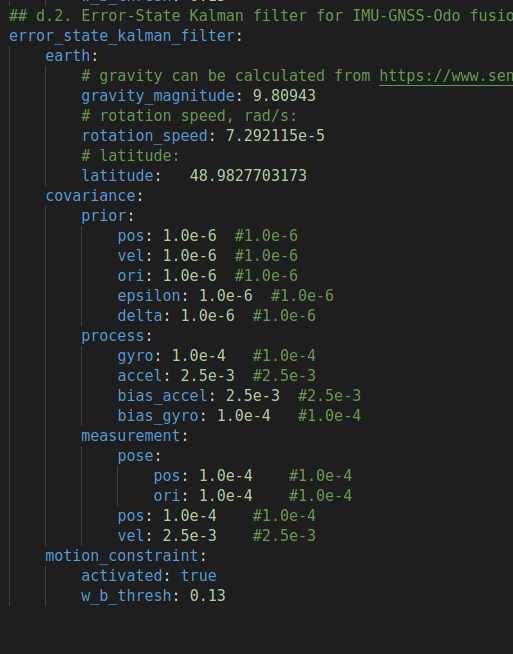 ## d.2. Error-State Kalman filter for IMU-GNSS-Odo fusio
error_state_kalman_filter:
    earth:
        # gravity can be calculated from https://www.sen
        gravity_magnitude: 9.80943
        # rotation speed, rad/s:
        rotation_speed: 7.292115e-5
        # latitude:
        latitude:   48.9827703173
    covariance:
        prior:
            pos: 1.0e-6  #1.0e-6
            vel: 1.0e-6  #1.0e-6
            ori: 1.0e-6  #1.0e-6
            epsilon: 1.0e-6  #1.0e-6
            delta: 1.0e-6  #1.0e-6
        process:
            gyro: 1.0e-4   #1.0e-4
            accel: 2.5e-3  #2.5e-3
            bias_accel: 2.5e-3  #2.5e-3
            bias_gyro: 1.0e-4   #1.0e-4
        measurement:
            pose:
                pos: 1.0e-4    #1.0e-4
                ori: 1.0e-4    #1.0e-4
            pos: 1.0e-4    #1.0e-4
            vel: 2.5e-3    #2.5e-3
    motion_constraint:
        activated: true
        w_b_thresh: 0.13